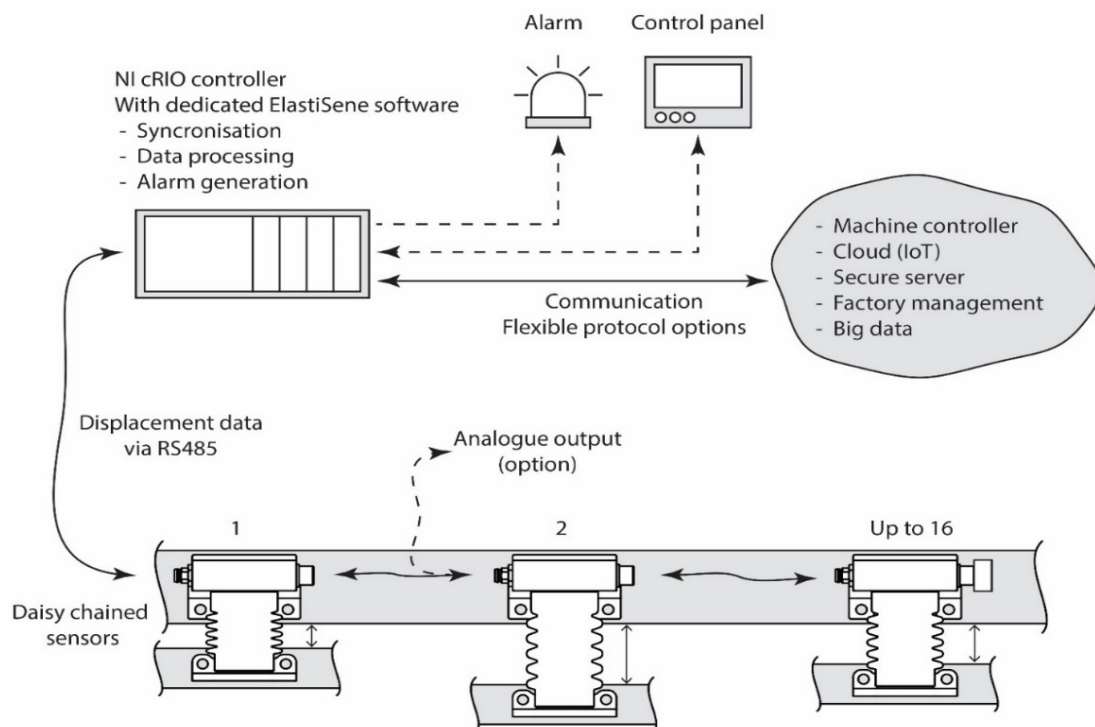 Alarm
Control panel
NI cRIO controller
With dedicated ElastiSene software
- Syncronisation
- Data processing
- Alarm generation
- Machine controller
- Cloud (IoT)
- Secure server
- Factory management
- Big data
Communication
Flexible protocol options
Displacement data
via RS485
Analogue output
(option)
1
2
Up to 16
Daisy chained
sensors